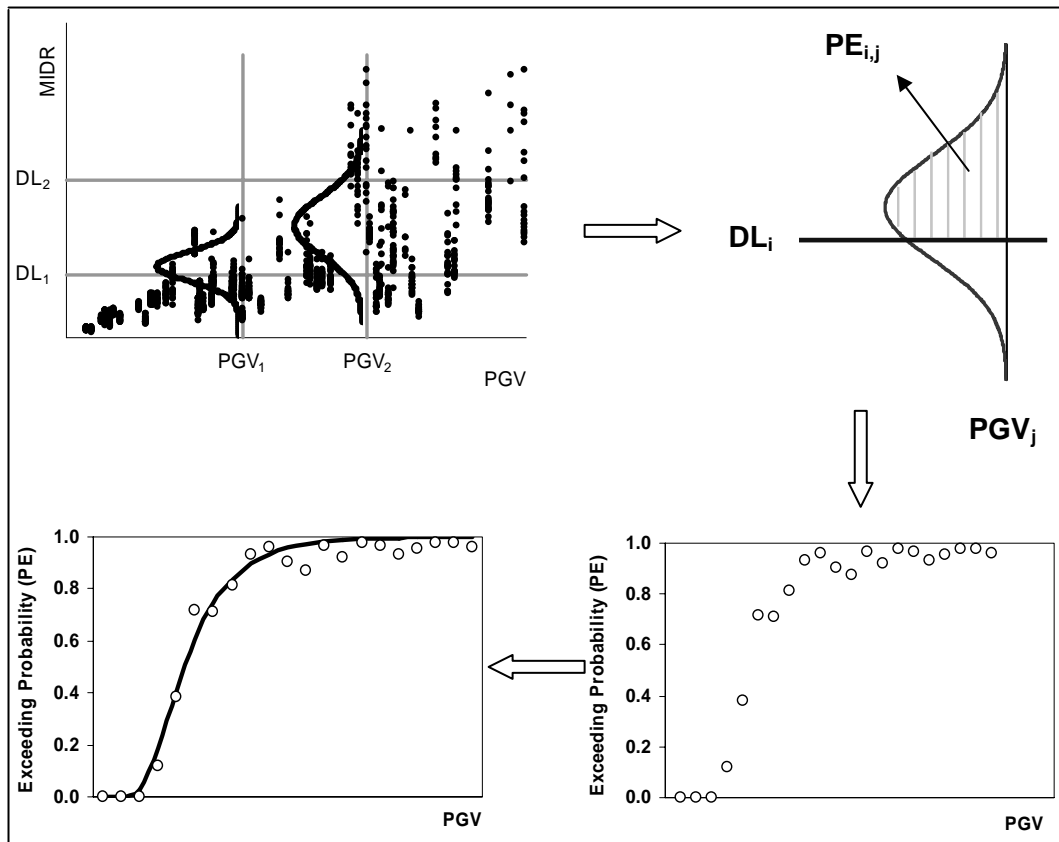 MIDR
DL₂
DL₁
PGV₁
PGV₂
PGV
PEᵢ,ⱼ
DLᵢ
PGVⱼ
Exceeding Probability (PE)
1.0
0.8
0.6
0.4
0.2
0.0
PGV
Exceeding Probability (PE)
1.0
0.8
0.6
0.4
0.2
0.0
PGV